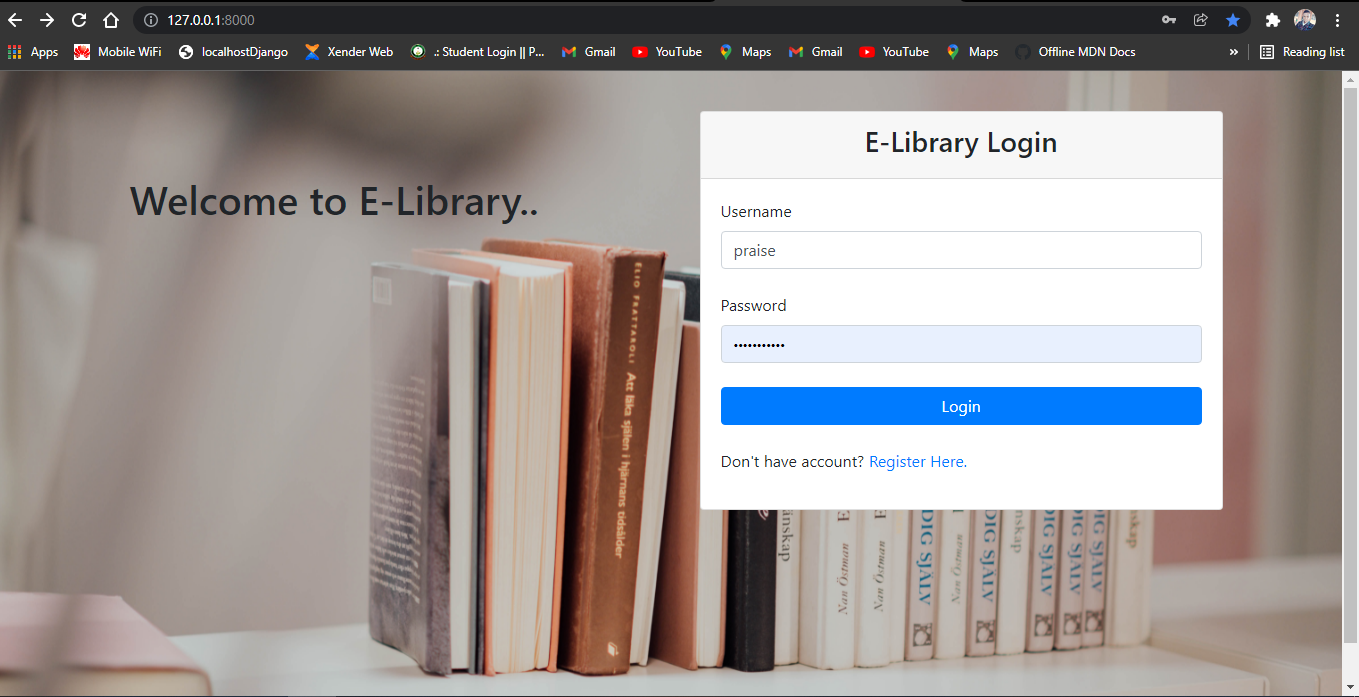 127.0.0.1:8000
Apps Mobile WiFi localhostDjango Xender Web .: Student Login || P... Gmail YouTube Maps Gmail YouTube Maps Offline MDN Docs » Reading list
E-Library Login
Welcome to E-Library..
Username
praise
Password
•••••••••••
Login
Don't have account? Register Here.
ELIO FRATTAROLI Att läka själen i hjärnans tidsålder
Nan Östman
Nan Östman
DIG SJÄLV
Nan Östman
DIG SJÄLV
nskap
DIG SJÄLV
DIG SJÄLV
DIG SJÄLV